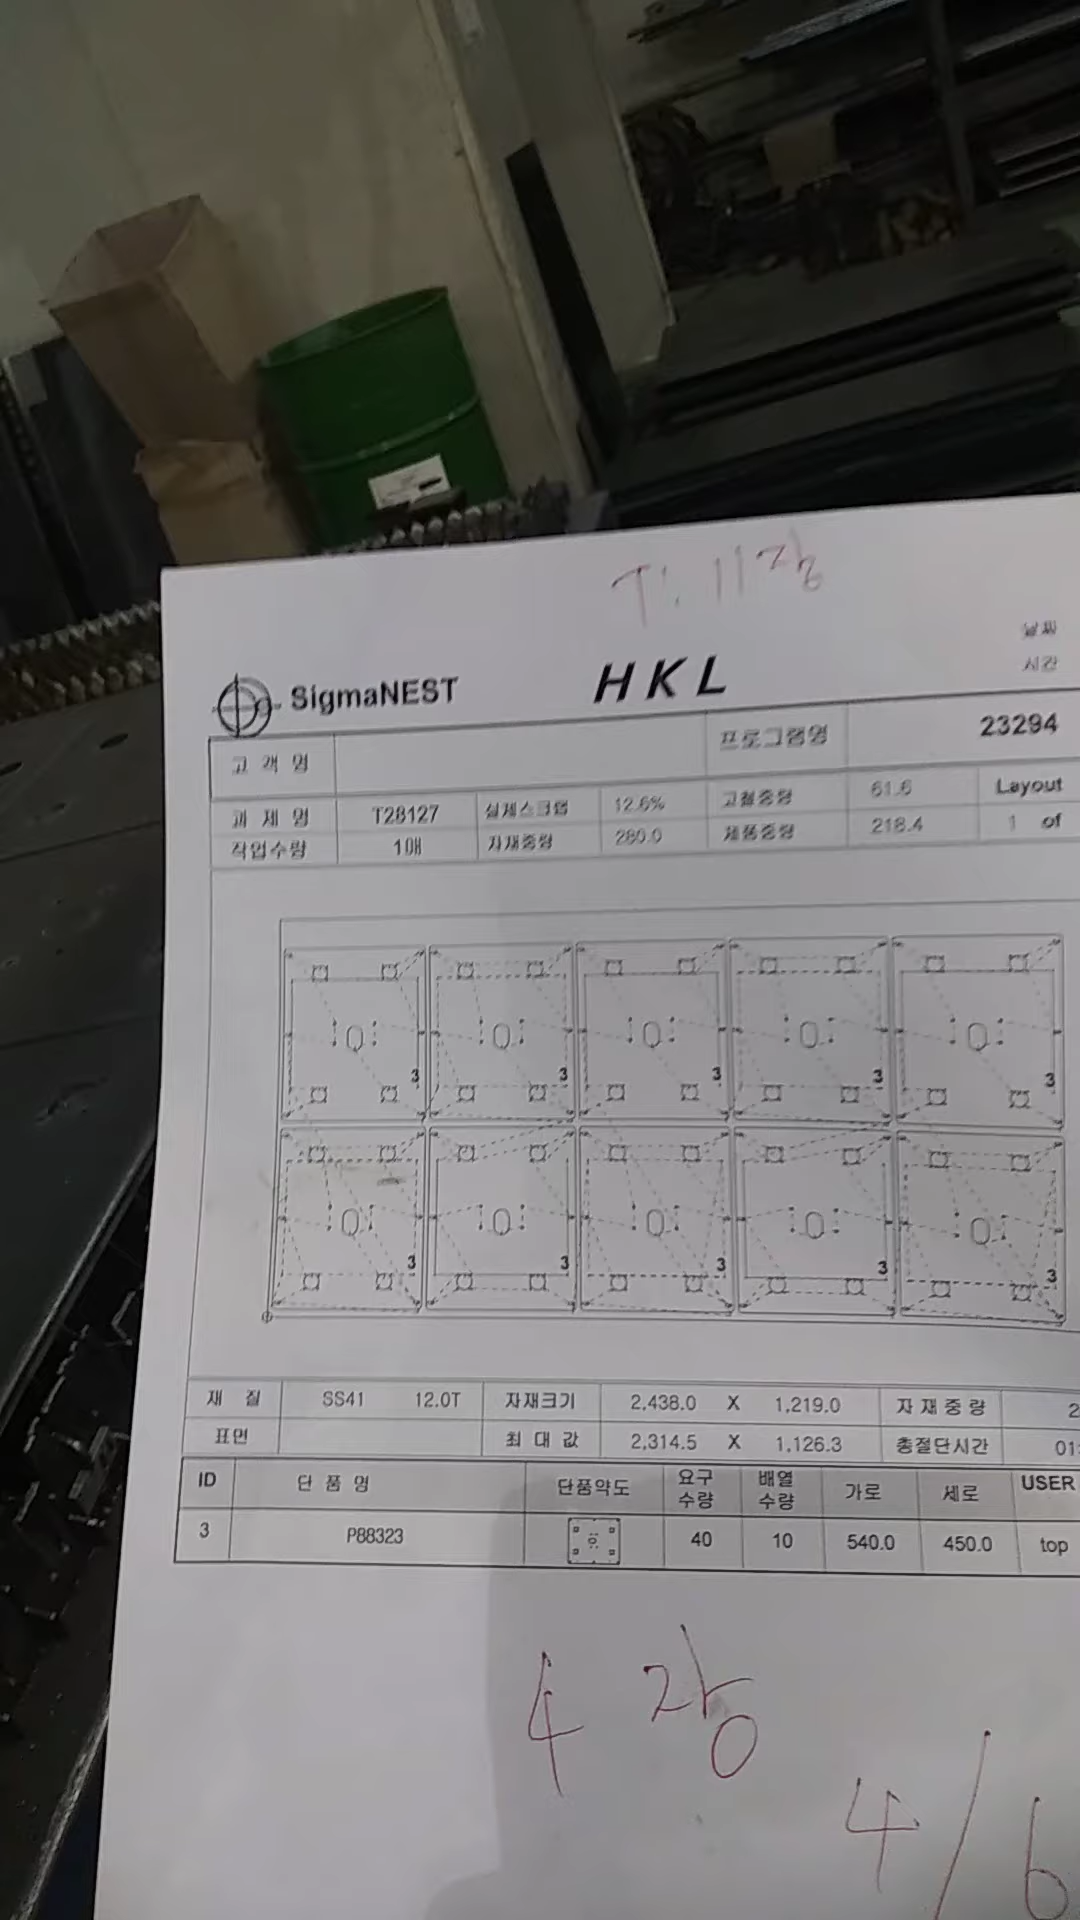 T: 11장
날짜
SigmaNEST HKL 시간
고 객 명 프로그램명 23294
과 제 명 T28127 실제스크랩 12.6% 고철중량 61.6 Layout
작업수량 1매 자재중량 280.0 제품중량 218.4 1 of
3 3 3 3 3
3 3 3 3 3
재 질 SS41 12.0T 자재크기 2,438.0 X 1,219.0 자 재 중 량 2
표면 최 대 값 2,314.5 X 1,126.3 총절단시간 01:
ID 단 품 명 단품약도 요구수량 배열수량 가로 세로 USER
3 P88323 40 10 540.0 450.0 top
4 장
4/6